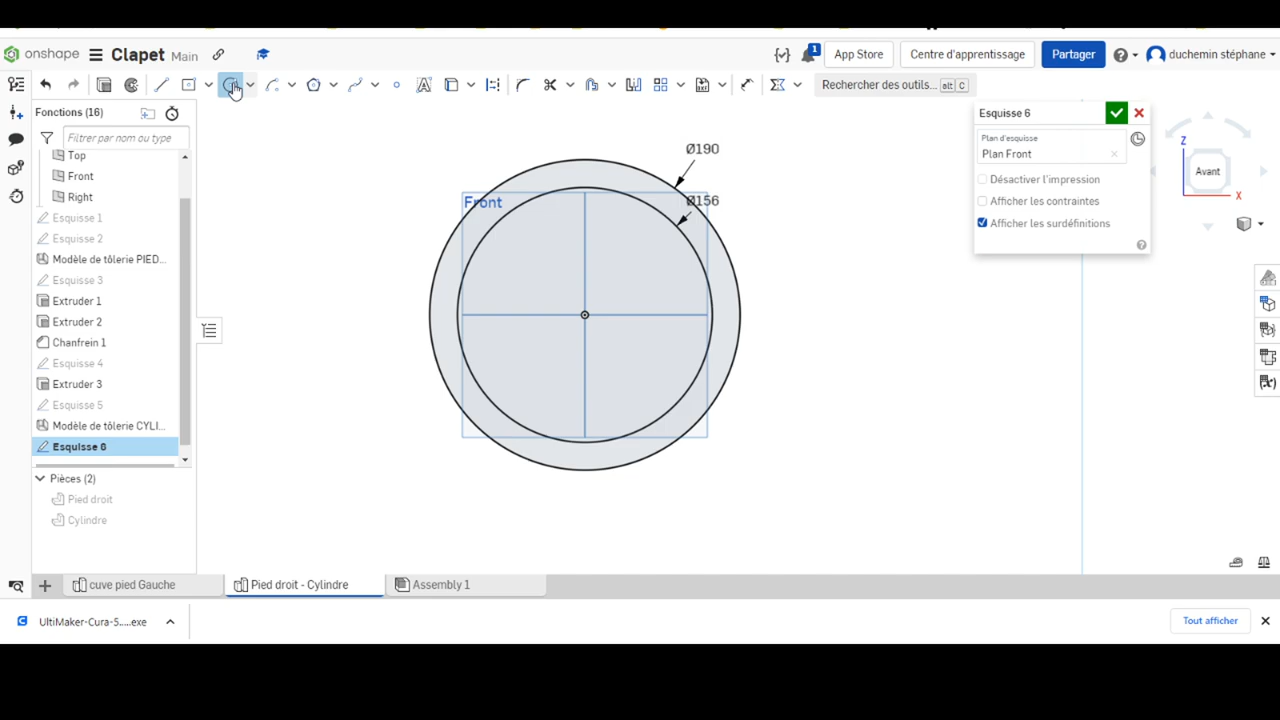 onshape
Clapet Main
1
App Store
Centre d'apprentissage
Partager
duchemin stéphane
Rechercher des outils... alt C
Fonctions (16)
Filtrer par nom ou type
Top
Front
Right
Esquisse 1
Esquisse 2
Modèle de tôlerie PIED...
Esquisse 3
Extruder 1
Extruder 2
Chanfrein 1
Esquisse 4
Extruder 3
Esquisse 5
Modèle de tôlerie CYLI...
Esquisse 6
Pièces (2)
Pied droit
Cylindre
Ø190
Ø156
Front
Esquisse 6
Plan d'esquisse
Plan Front
Désactiver l'impression
Afficher les contraintes
Afficher les surdéfinitions
Z
Avant
X
cuve pied Gauche
Pied droit - Cylindre
Assembly 1
UltiMaker-Cura-5.....exe
Tout afficher